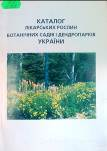 КАТАЛОГ
ЛІКАРСЬКИХ РОСЛИН
БОТАНІЧНИХ САДІВ І ДЕНДРОПАРКІВ
УКРАЇНИ